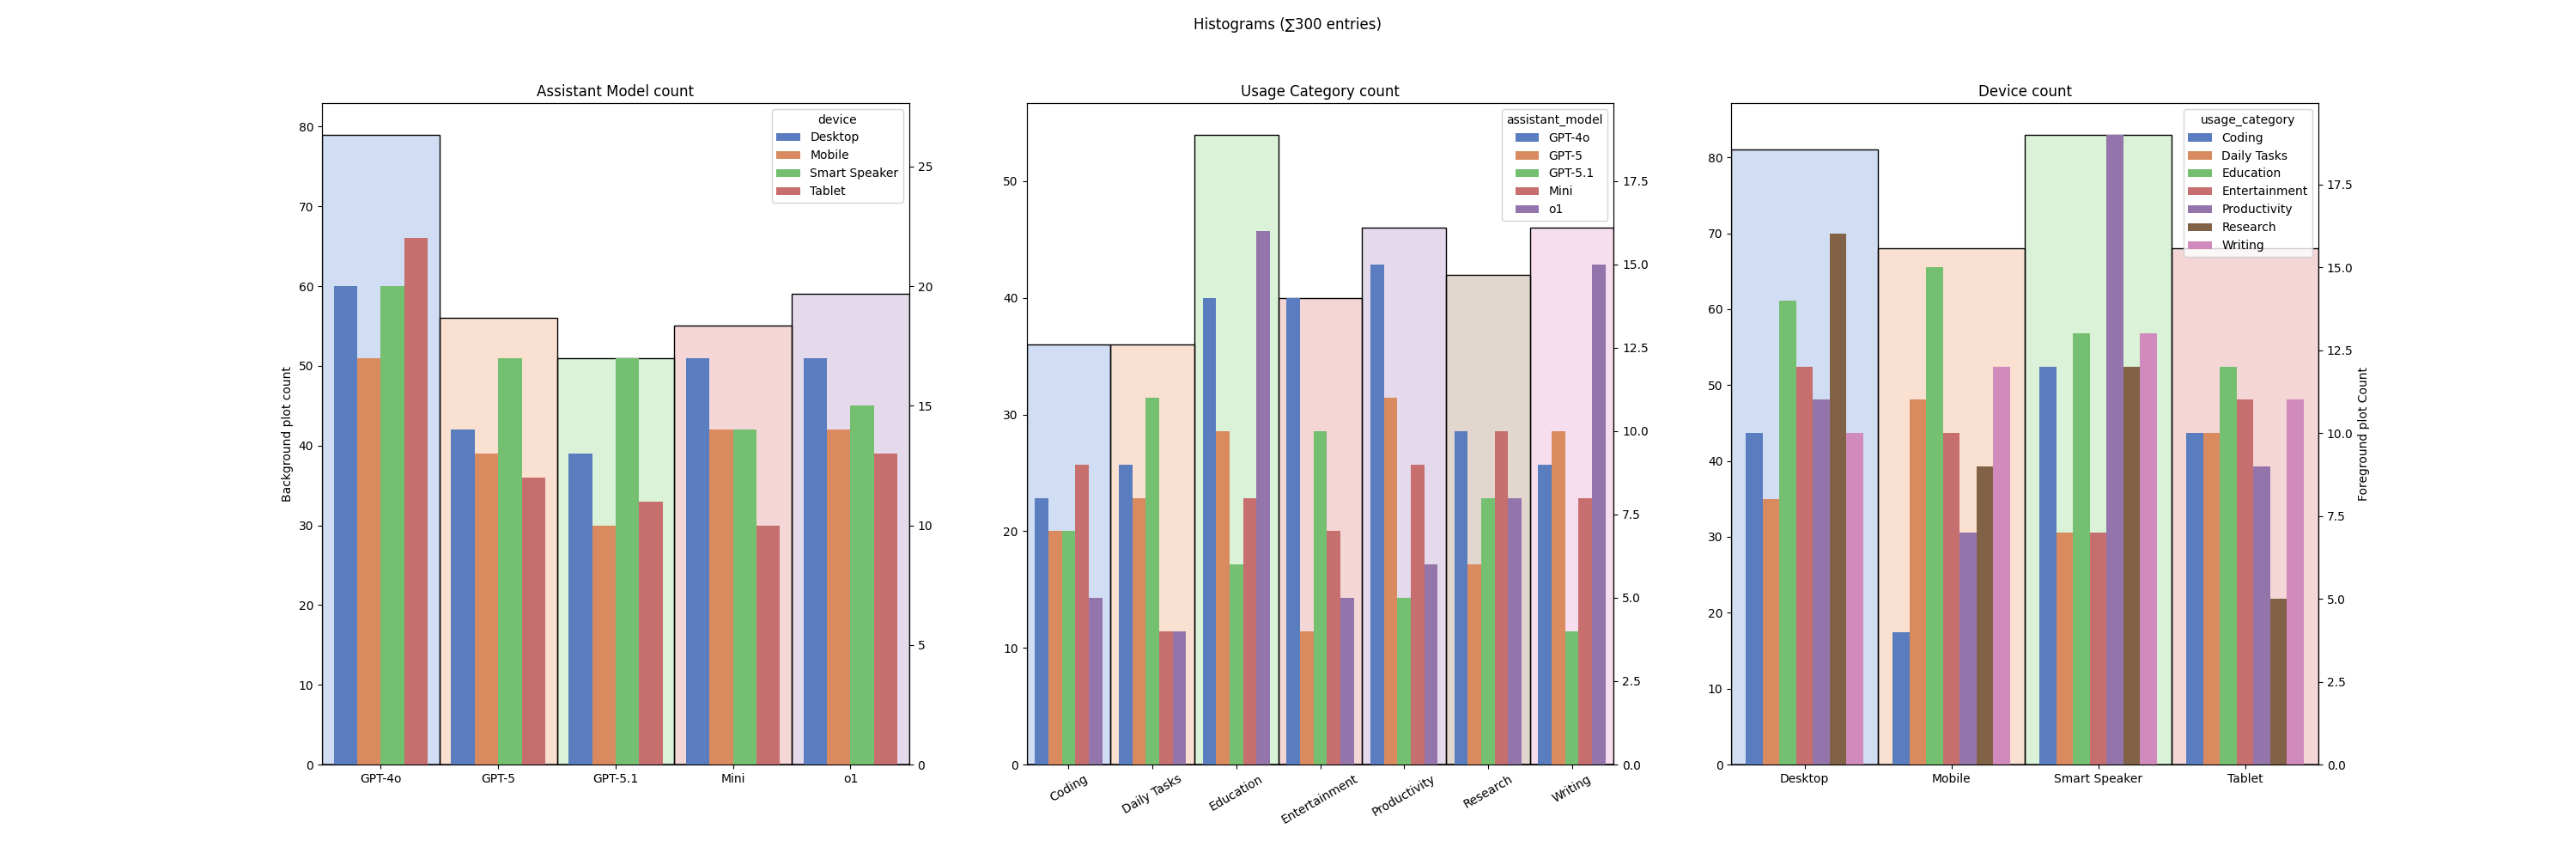 Histograms (∑300 entries)
Assistant Model count
Background plot count
80
70
60
50
40
30
20
10
0
25
20
15
10
5
0
device
Desktop
Mobile
Smart Speaker
Tablet
GPT-4o
GPT-5
GPT-5.1
Mini
o1
Usage Category count
50
40
30
20
10
0
17.5
15.0
12.5
10.0
7.5
5.0
2.5
0.0
assistant_model
GPT-4o
GPT-5
GPT-5.1
Mini
o1
Coding
Daily Tasks
Education
Entertainment
Productivity
Research
Writing
Device count
80
70
60
50
40
30
20
10
0
17.5
15.0
12.5
10.0
7.5
5.0
2.5
0.0
Foreground plot Count
usage_category
Coding
Daily Tasks
Education
Entertainment
Productivity
Research
Writing
Desktop
Mobile
Smart Speaker
Tablet